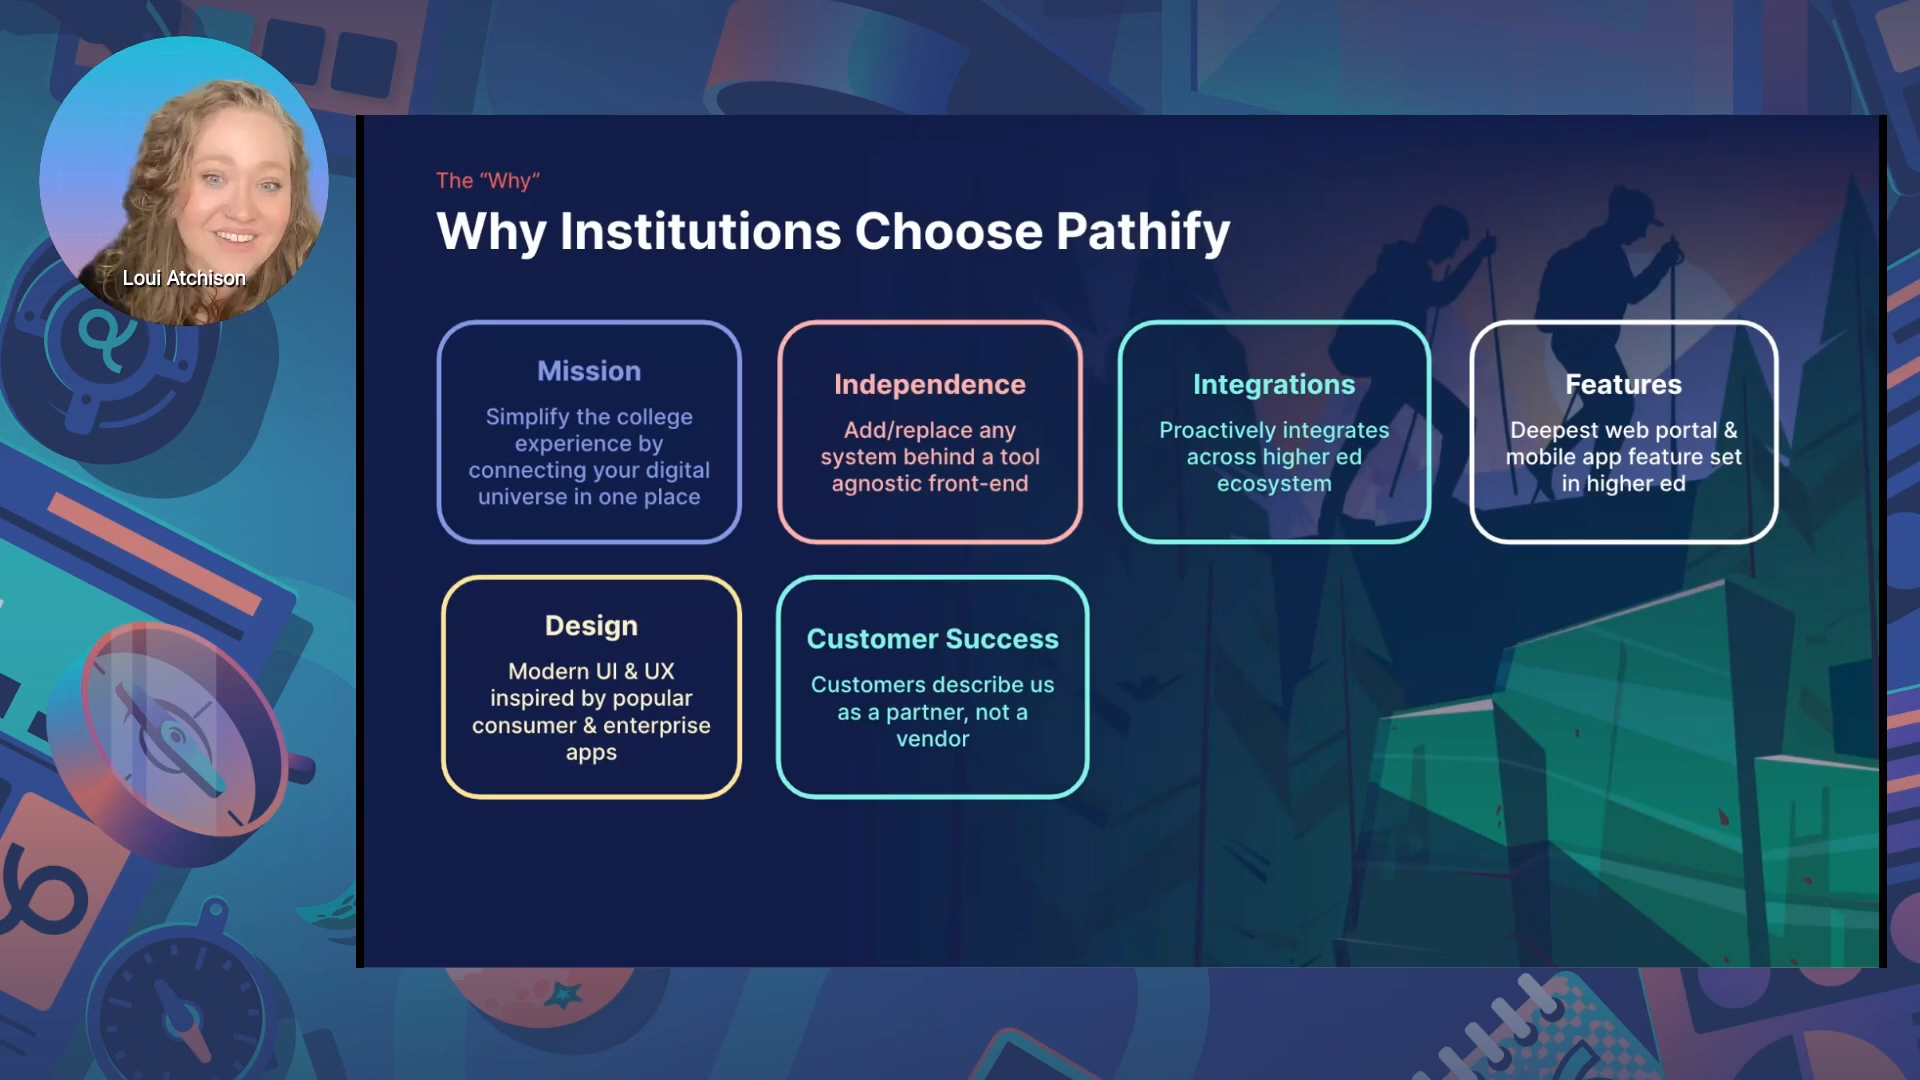 Loui Atchison
The “Why”
Why Institutions Choose Pathify
Mission
Simplify the college
experience by
connecting your digital
universe in one place
Independence
Add/replace any
system behind a tool
agnostic front-end
Integrations
Proactively integrates
across higher ed
ecosystem
Features
Deepest web portal &
mobile app feature set
in higher ed
Design
Modern UI & UX
inspired by popular
consumer & enterprise
apps
Customer Success
Customers describe us
as a partner, not a
vendor